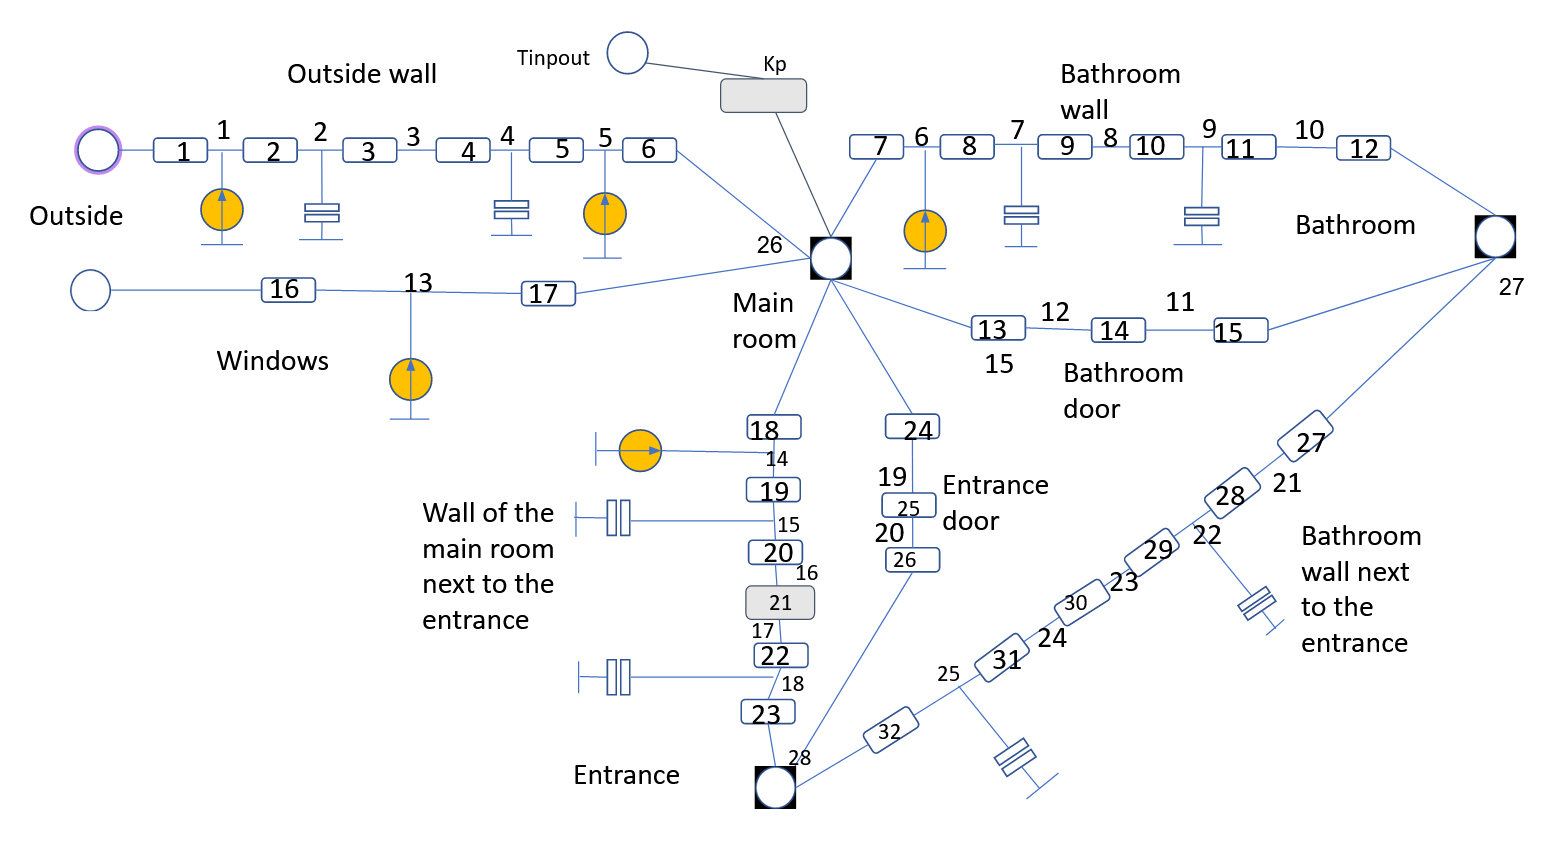 Tinpout
Kp
Outside wall
Bathroom
wall
1 2 3 4 5
1 2 3 4 5 6
6 7 8 9 10
7 8 9 10 11 12
Outside
Bathroom
26
27
Main
room
16 13 17
12 11
13 14 15
15
Windows
Bathroom
door
18
14
19
15
20
16
21
17
22
18
23
24
19
25
20
26
Entrance
door
Wall of the
main room
next to the
entrance
27
21
28
22
29
23
30
24
31
25
32
Bathroom
wall next
to the
entrance
28
Entrance